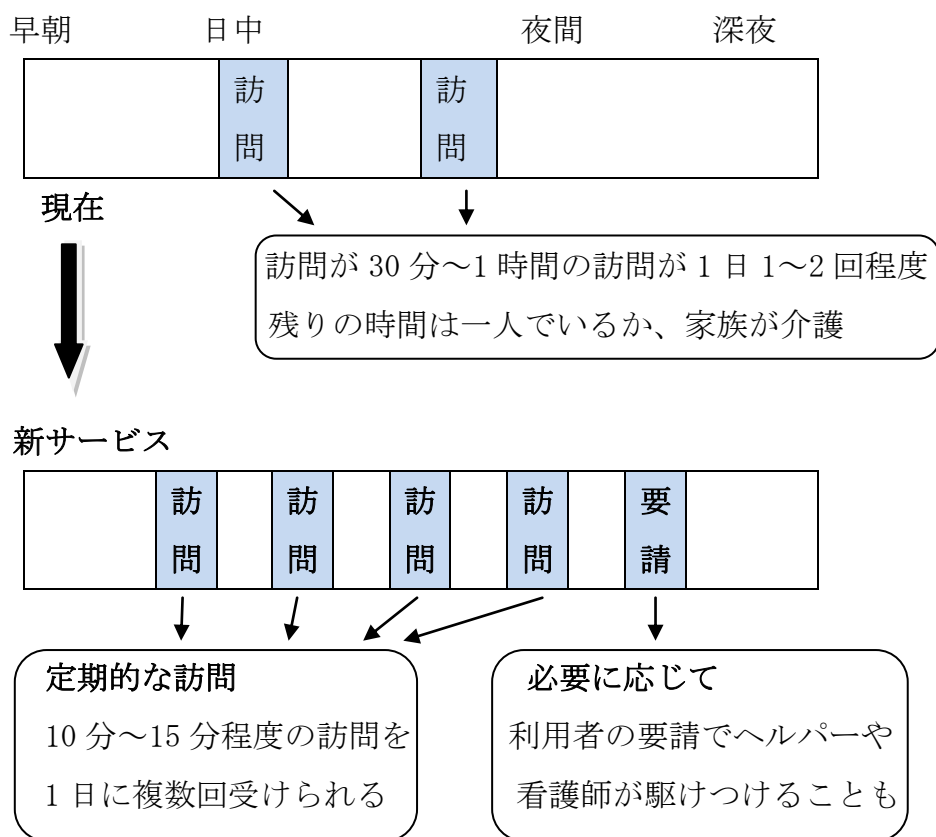 早朝 日中 夜間 深夜
訪問 訪問
現在
訪問が 30 分～1 時間の訪問が 1 日 1～2 回程度
残りの時間は一人でいるか、家族が介護
新サービス
訪問 訪問 訪問 訪問 要請
定期的な訪問
10 分～15 分程度の訪問を
1 日に複数回受けられる
必要に応じて
利用者の要請でヘルパーや
看護師が駆けつけることも